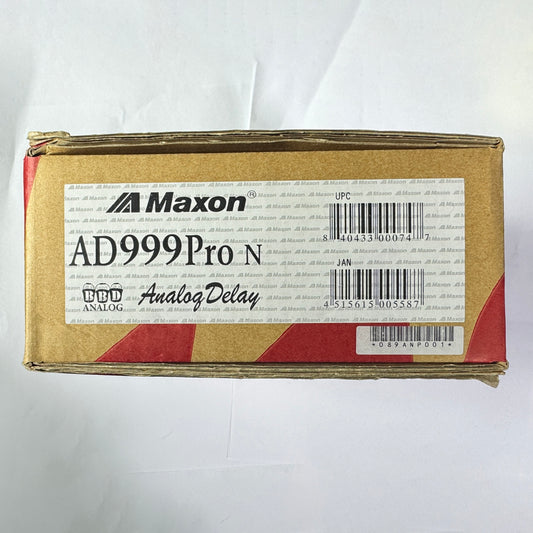 Maxon®
AD999Pro N
BBD
ANALOG
Analog Delay
UPC
8 40433 00074 7
JAN
4 515615 005587
*089ANP001*